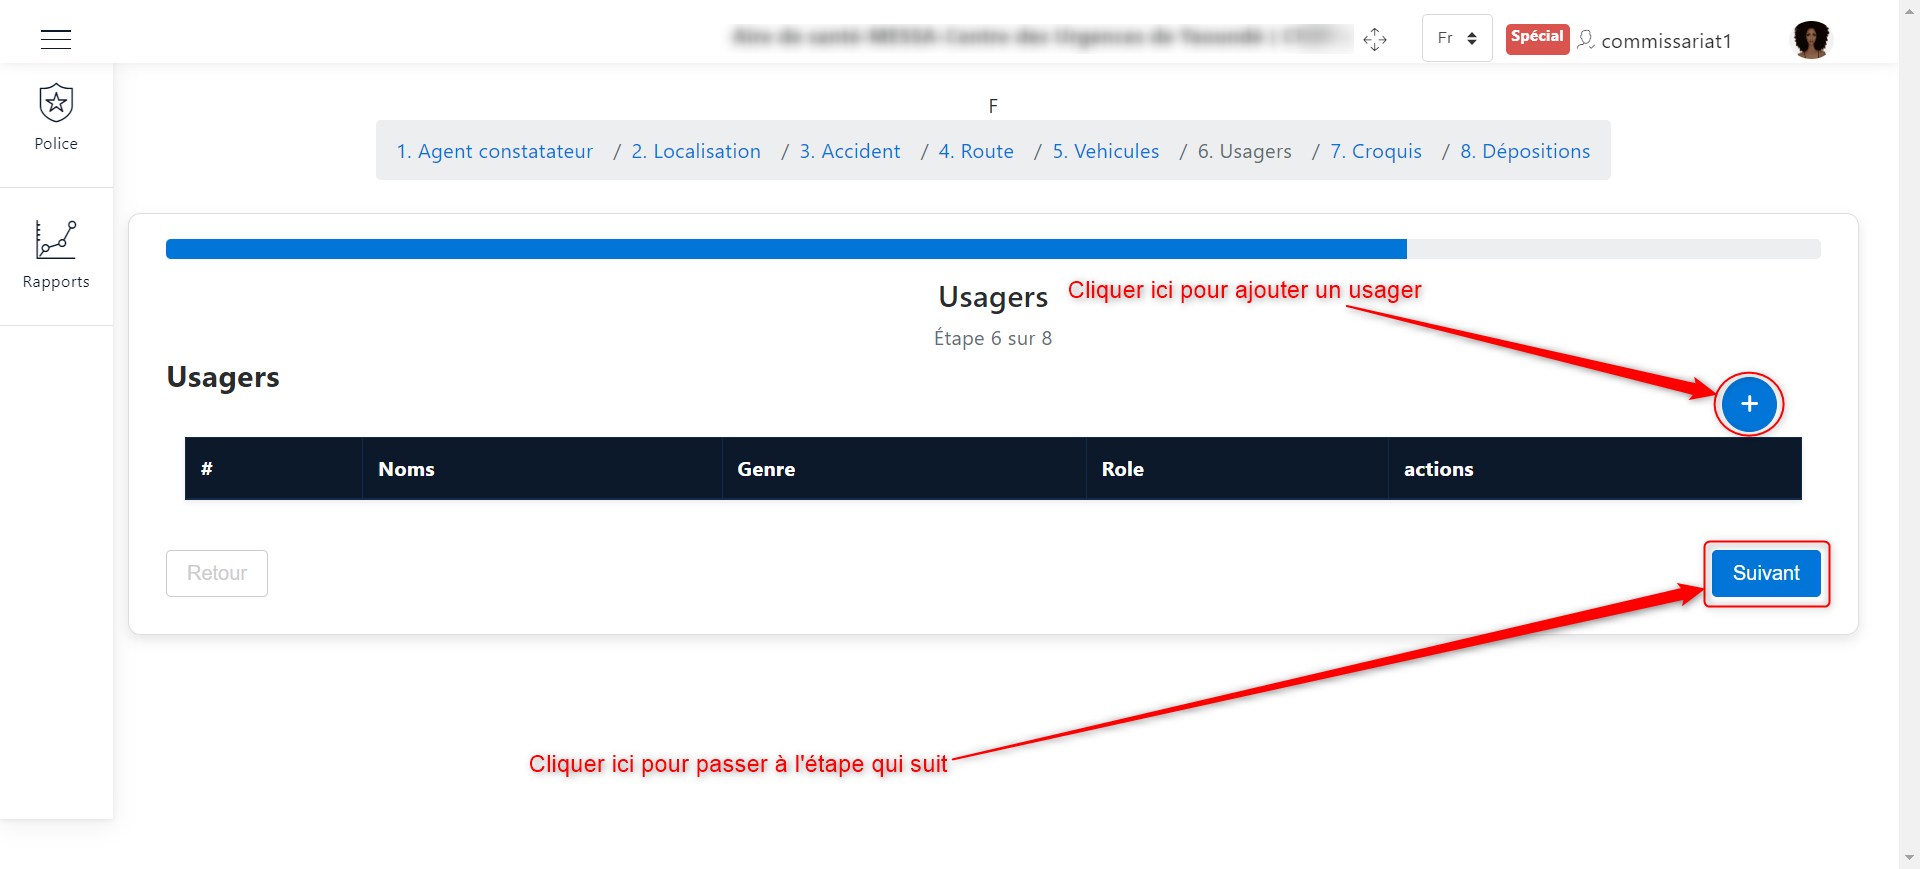 Fr
Spécial
commissariat1
Police
Rapports
F
1. Agent constatateur / 2. Localisation / 3. Accident / 4. Route / 5. Vehicules / 6. Usagers / 7. Croquis / 8. Dépositions
Usagers
Cliquer ici pour ajouter un usager
Étape 6 sur 8
Usagers
+
# Noms Genre Role actions
Retour
Suivant
Cliquer ici pour passer à l'étape qui suit